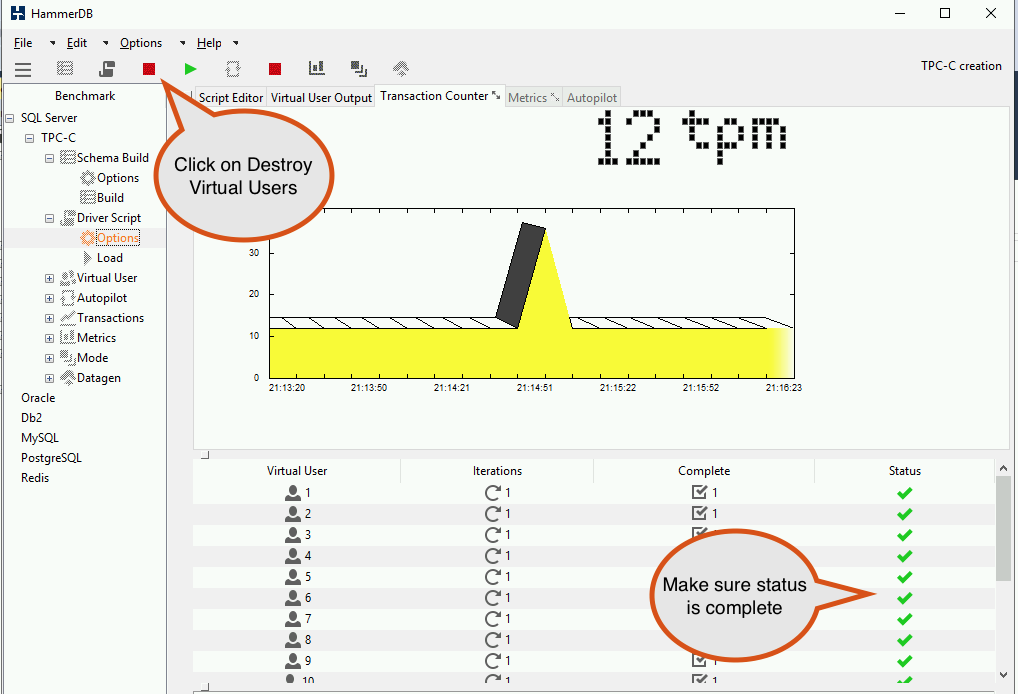 HammerDB
File Edit Options Help
TPC-C creation
Benchmark
Script Editor Virtual User Output Transaction Counter Metrics Autopilot
SQL Server
TPC-C
Schema Build
Options
Build
Driver Script
Options
Load
Virtual User
Autopilot
Transactions
Metrics
Mode
Datagen
Oracle
Db2
MySQL
PostgreSQL
Redis
Click on Destroy
Virtual Users
12 tpm
30
20
10
0
21:13:20 21:13:50 21:14:21 21:14:51 21:15:22 21:15:52 21:16:23
Virtual User Iterations Complete Status
1 1 1
2 1 1
3 1
4 1
5 1
6 1
7 1
8 1
9 1 1
10 1 1
Make sure status
is complete